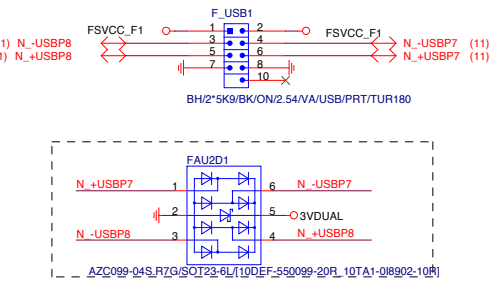 F_USB1
FSVCC_F1 1 2 FSVCC_F1
1) N_-USBP8 3 4 N_-USBP7 (11)
1) N_+USBP8 5 6 N_+USBP7 (11)
7 8
10
BH/2*5K9/BK/ON/2.54/VA/USB/PRT/TUR180
FAU2D1
N_+USBP7 1 6 N_-USBP7
2 5 3VDUAL
N_-USBP8 3 4 N_+USBP8
AZC099-04S.R7G/SOT23-6L/[10DEF-550099-20R_10TA1-0I8902-10R]